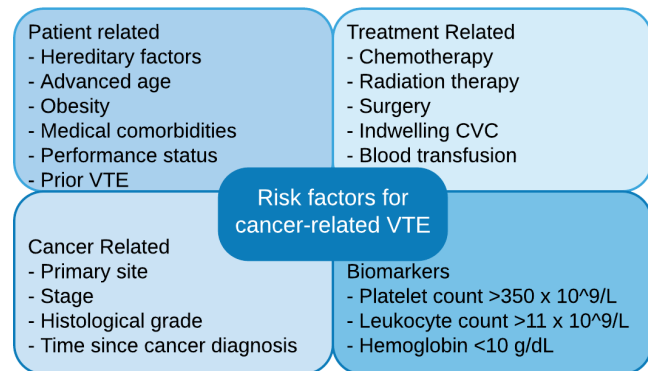 Patient related
- Hereditary factors
- Advanced age
- Obesity
- Medical comorbidities
- Performance status
- Prior VTE
Treatment Related
- Chemotherapy
- Radiation therapy
- Surgery
- Indwelling CVC
- Blood transfusion
Risk factors for
cancer-related VTE
Cancer Related
- Primary site
- Stage
- Histological grade
- Time since cancer diagnosis
Biomarkers
- Platelet count >350 x 10^9/L
- Leukocyte count >11 x 10^9/L
- Hemoglobin <10 g/dL